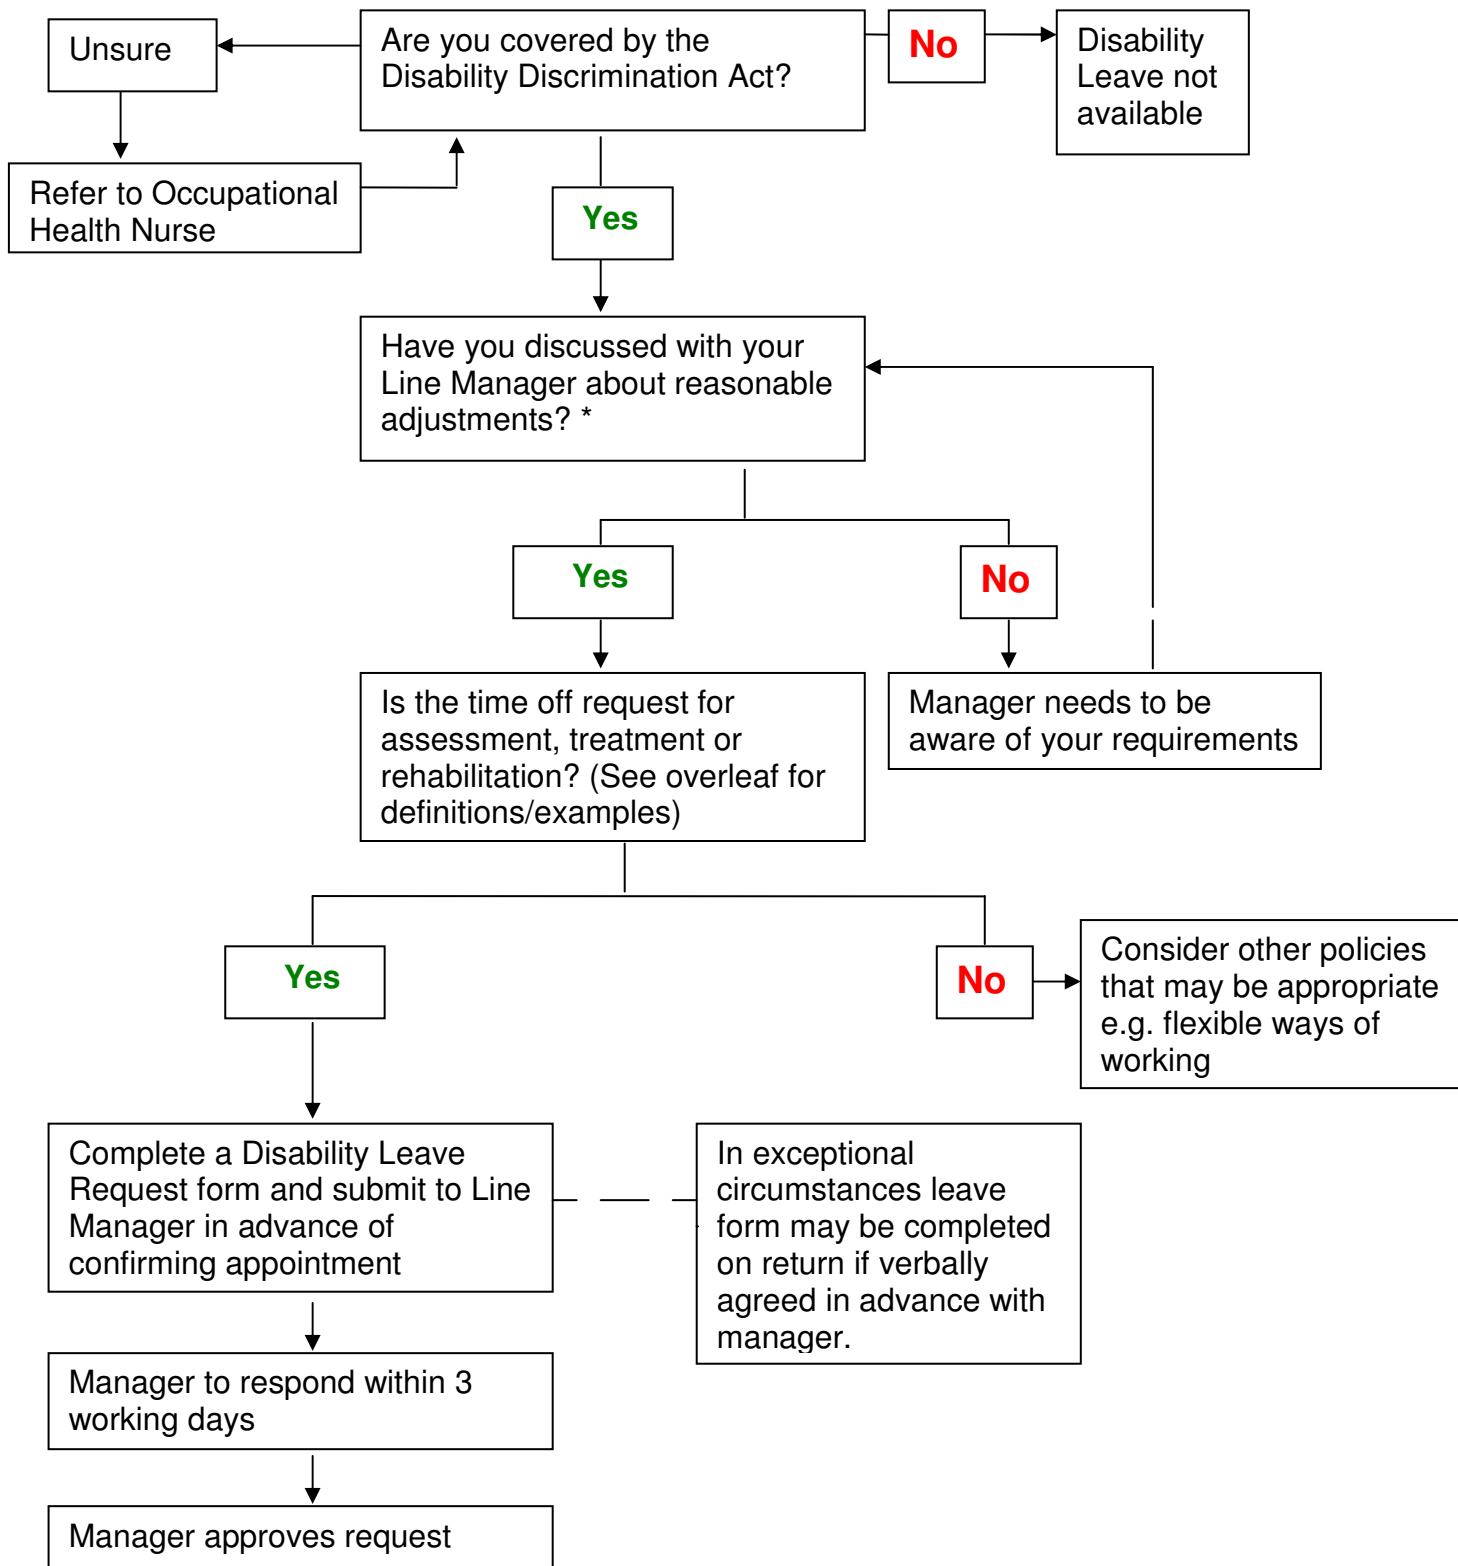 Unsure
Are you covered by the
Disability Discrimination Act?
No
Disability
Leave not
available
Refer to Occupational
Health Nurse
Yes
Have you discussed with your
Line Manager about reasonable
adjustments? *
Yes
No
Is the time off request for
assessment, treatment or
rehabilitation? (See overleaf for
definitions/examples)
Manager needs to be
aware of your requirements
Yes
No
Consider other policies
that may be appropriate
e.g. flexible ways of
working
Complete a Disability Leave
Request form and submit to Line
Manager in advance of
confirming appointment
In exceptional
circumstances leave
form may be completed
on return if verbally
agreed in advance with
manager.
Manager to respond within 3
working days
Manager approves request